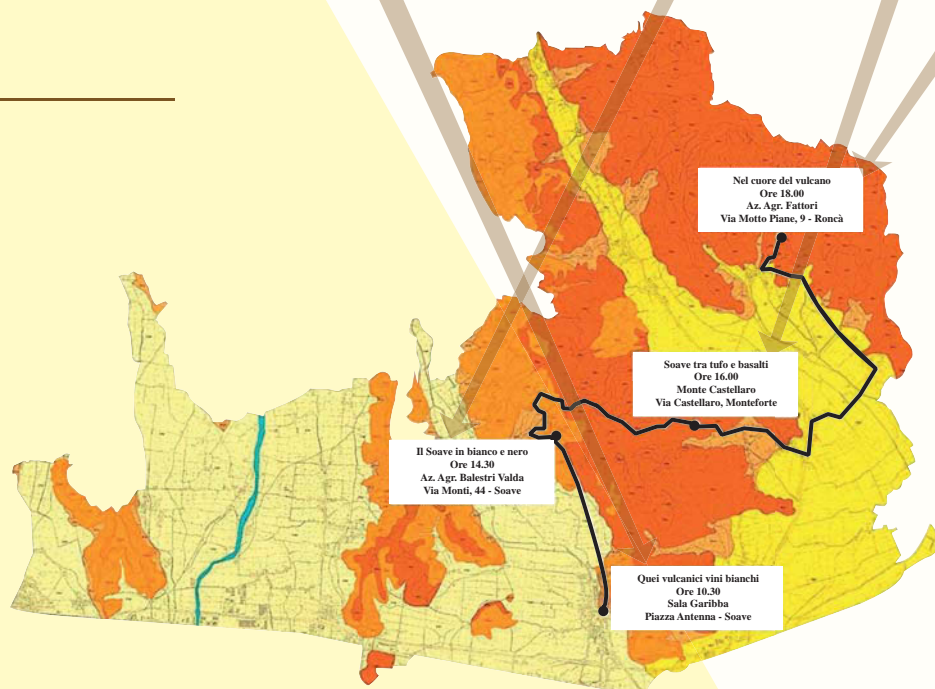 Nel cuore del vulcano
Ore 18.00
Az. Agr. Fattori
Via Motto Piane, 9 - Roncà
Soave tra tufo e basalti
Ore 16.00
Monte Castellaro
Via Castellaro, Monteforte
Il Soave in bianco e nero
Ore 14.30
Az. Agr. Balestri Valda
Via Monti, 44 - Soave
Quei vulcanici vini bianchi
Ore 10.30
Sala Garibba
Piazza Antenna - Soave